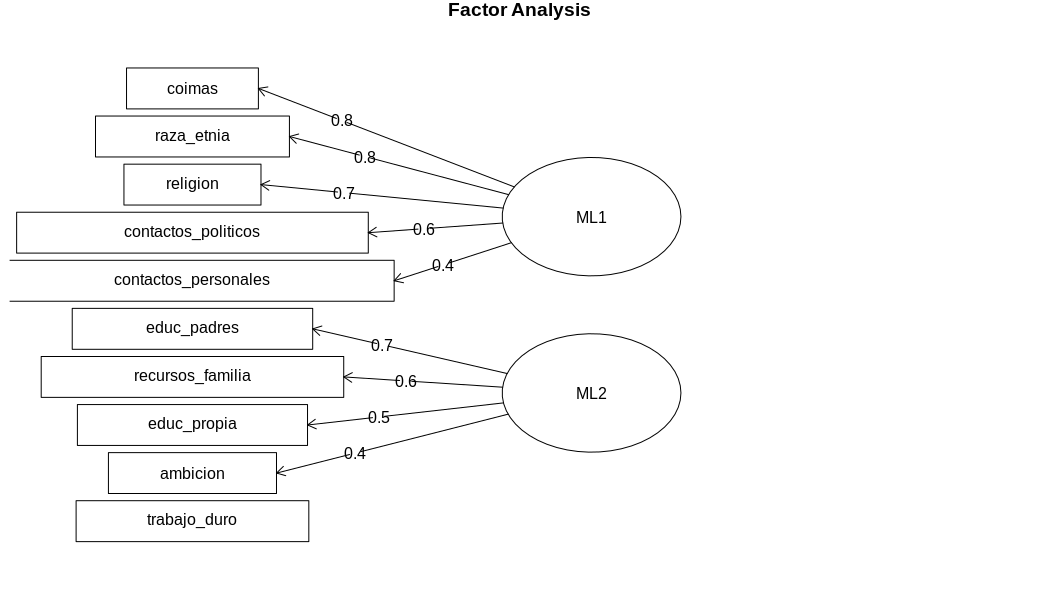 Factor Analysis
coimas
0.8
raza_etnia
0.8
religion
0.7
contactos_politicos
0.6
contactos_personales
0.4
ML1
educ_padres
0.7
recursos_familia
0.6
educ_propia
0.5
ambicion
0.4
ML2
trabajo_duro